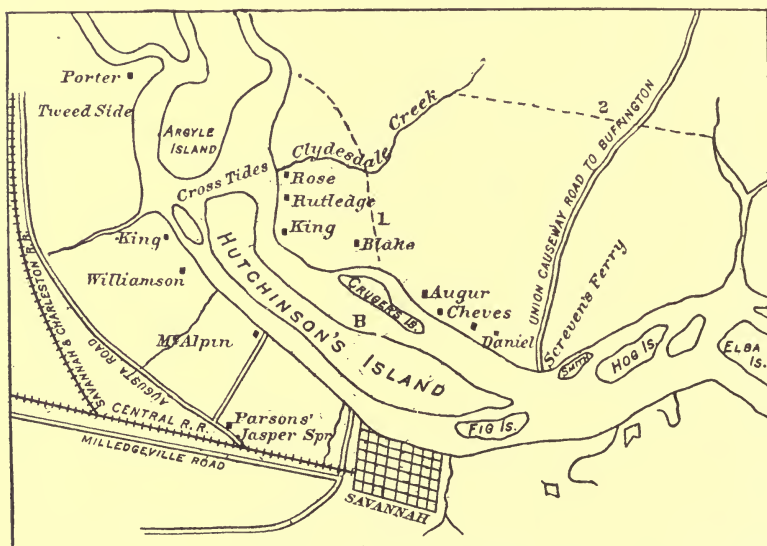 Porter
Tweed Side
ARGYLE
ISLAND
Clydesdale Creek
2
Cross Tides
Rose
Rutledge
1
King
King
Blake
Williamson
HUTCHINSON'S ISLAND
CRUGERS IS.
B
Augur
Cheves
Daniel
UNION CAUSEWAY ROAD TO BUFFINGTON
Screven's Ferry
SMITH
HOG IS.
ELBA
IS.
McAlpin
FIG IS.
SAVANNAH & CHARLESTON R.R.
AUGUSTA ROAD
CENTRAL R.R.
Parsons'
Jasper Spr.
MILLEDGEVILLE ROAD
SAVANNAH